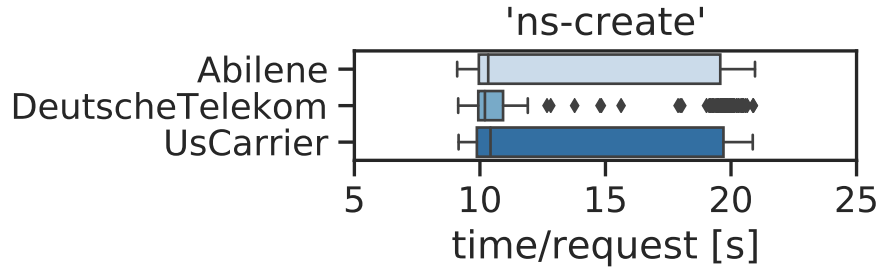 'ns-create'
Abilene
DeutscheTelekom
UsCarrier
5 10 15 20 25
time/request [s]